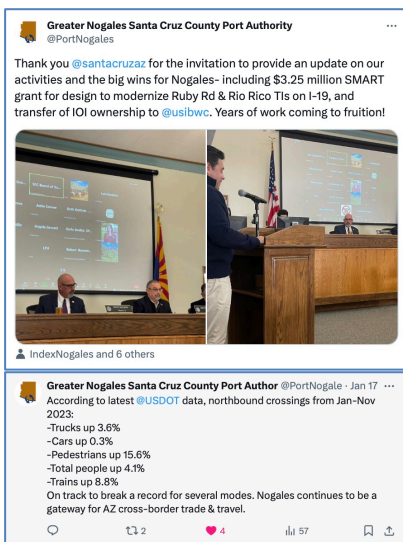 Greater Nogales Santa Cruz County Port Authority
@PortNogales
Thank you @santacruzaz for the invitation to provide an update on our
activities and the big wins for Nogales- including $3.25 million SMART
grant for design to modernize Ruby Rd & Rio Rico TIs on I-19, and
transfer of IOI ownership to @usibwc. Years of work coming to fruition!
IndexNogales and 6 others
Greater Nogales Santa Cruz County Port Author @PortNogale · Jan 17
According to latest @USDOT data, northbound crossings from Jan-Nov
2023:
-Trucks up 3.6%
-Cars up 0.3%
-Pedestrians up 15.6%
-Total people up 4.1%
-Trains up 8.8%
On track to break a record for several modes. Nogales continues to be a
gateway for AZ cross-border trade & travel.
2
4
57